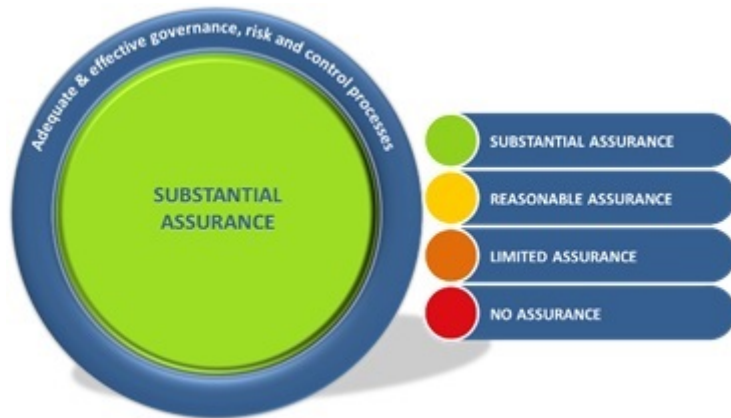 Adequate & effective governance, risk and control processes
SUBSTANTIAL
ASSURANCE
SUBSTANTIAL ASSURANCE
REASONABLE ASSURANCE
LIMITED ASSURANCE
NO ASSURANCE